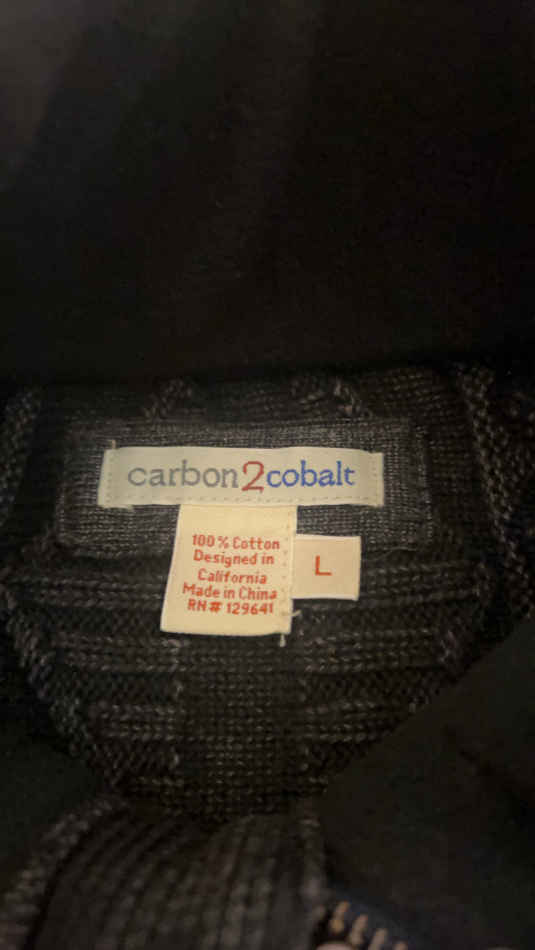 carbon2cobalt
100% Cotton
Designed in
California
Made in China
RN# 129641
L